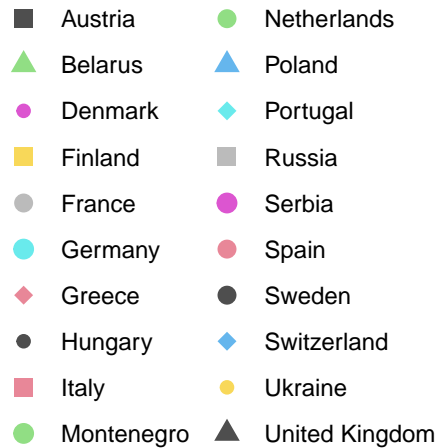 Austria
Belarus
Denmark
Finland
France
Germany
Greece
Hungary
Italy
Montenegro
Netherlands
Poland
Portugal
Russia
Serbia
Spain
Sweden
Switzerland
Ukraine
United Kingdom